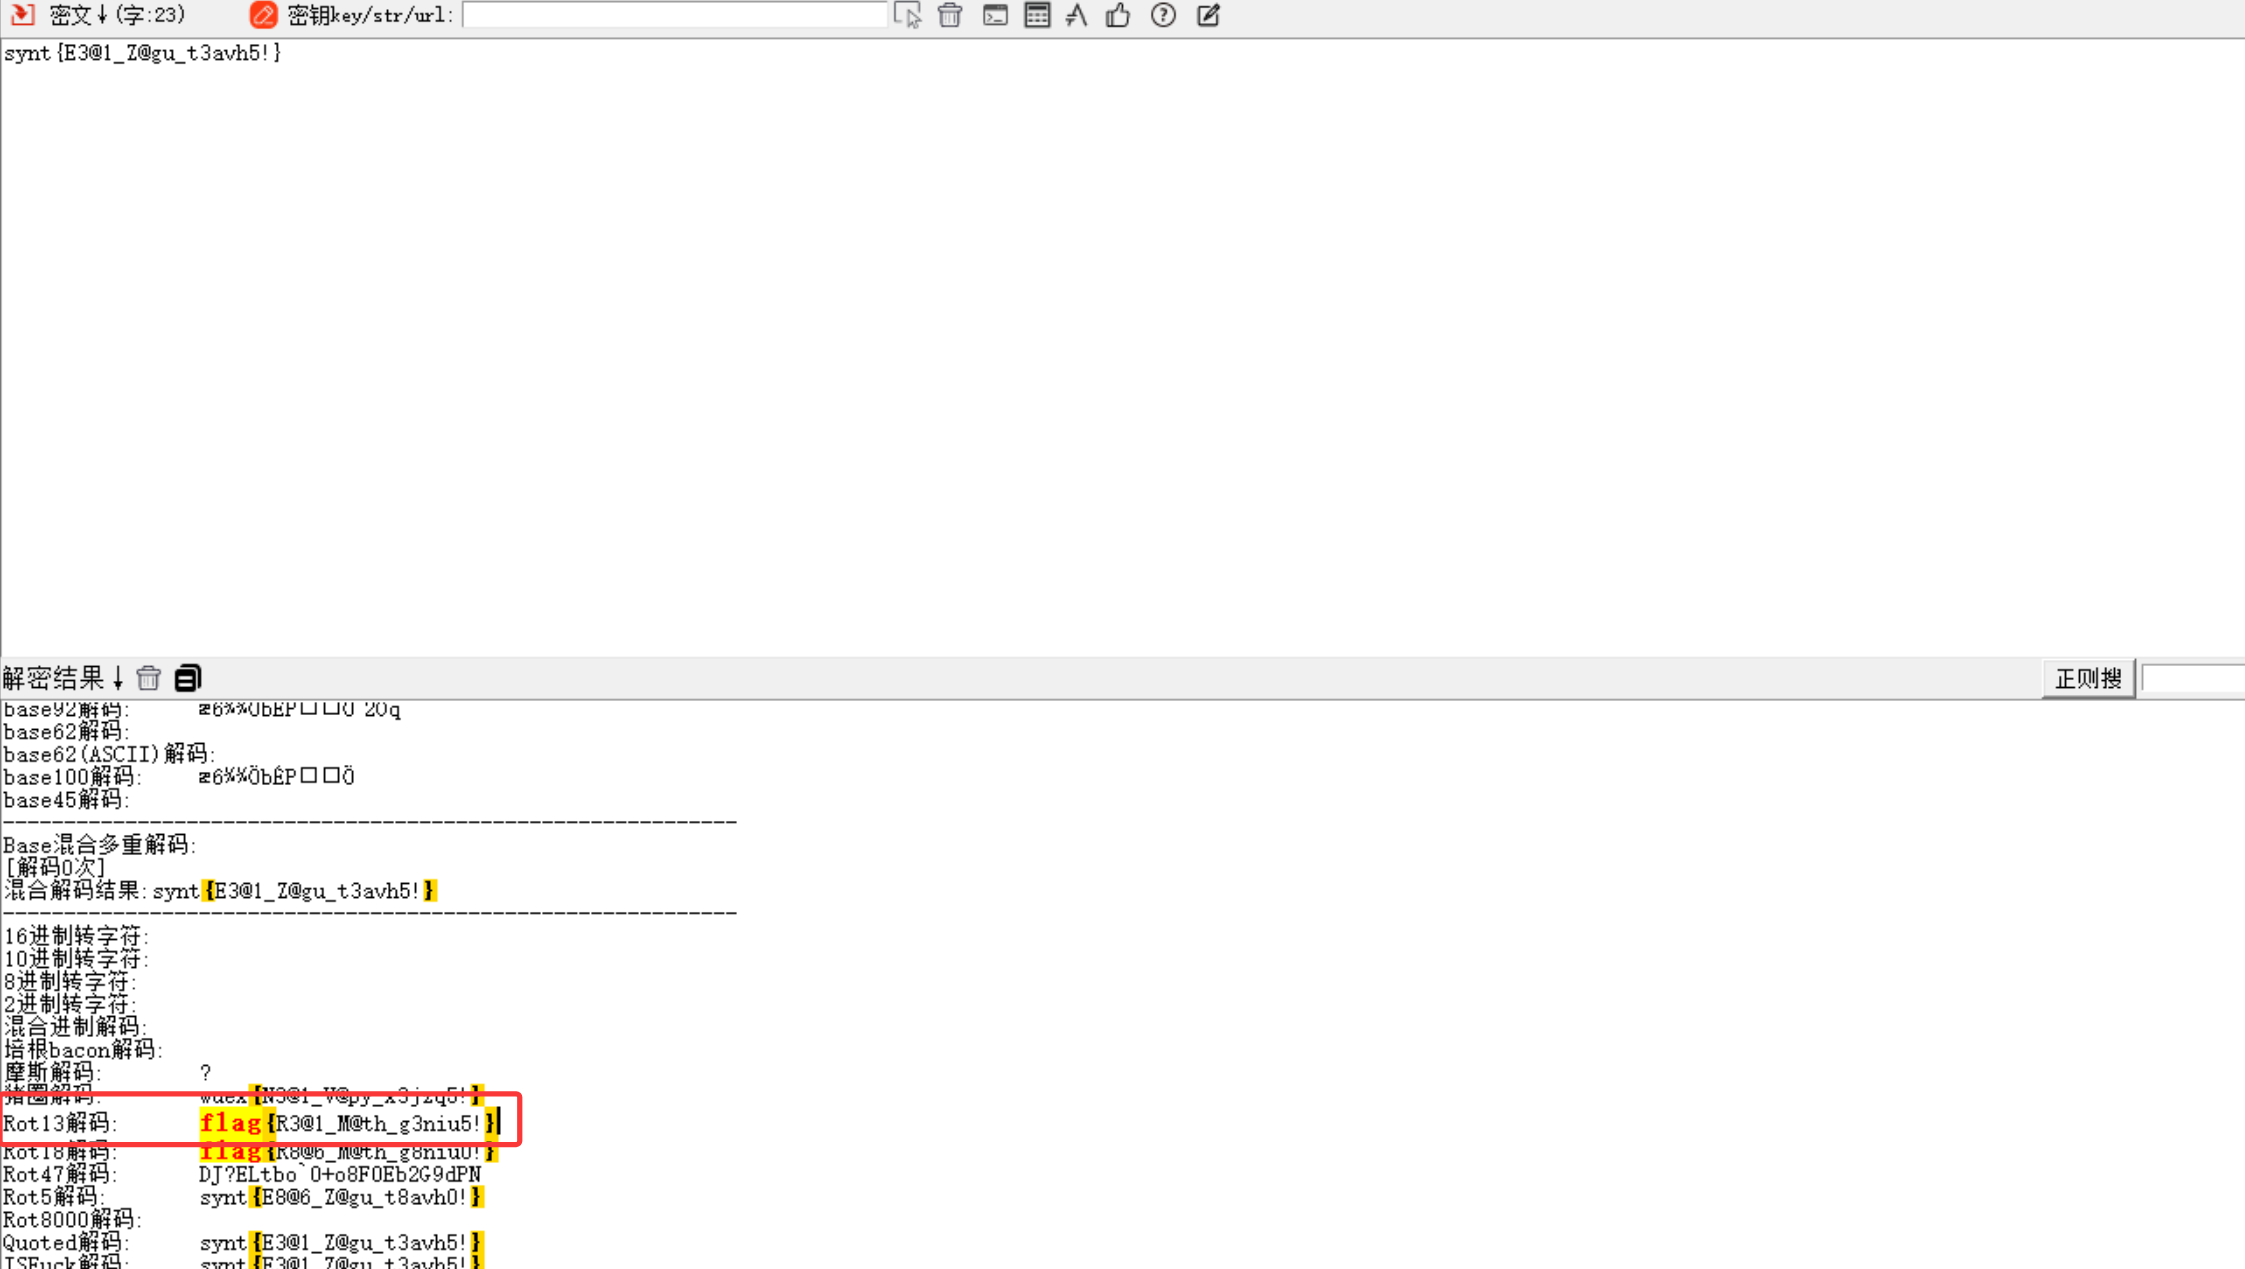 密文↓(字:23) 密钥key/str/url:
synt{E3@1_Z@gu_t3avh5!}
解密结果↓ 正则搜
base92解码:
base62解码:
base62(ASCII)解码:
base100解码: æ6¾¾ÖbÉP□□Ö
base45解码:
----------------------------------------------------------------
Base混合多重解码:
[解码0次]
混合解码结果:synt{E3@1_Z@gu_t3avh5!}
----------------------------------------------------------------
16进制转字符:
10进制转字符:
8进制转字符:
2进制转字符:
混合进制解码:
培根bacon解码:
摩斯解码: ?
猪圈解码: wuex{N3@1_V@py_x3jzq5!}
Rot13解码: flag{R3@1_M@th_g3niu5!}
Rot18解码: flag{R8@6_M@th_g8niu0!}
Rot47解码: DJ?ELtbo`0+o8F0Eb2G9dPN
Rot5解码: synt{E8@6_Z@gu_t8avh0!}
Rot8000解码:
Quoted解码: synt{E3@1_Z@gu_t3avh5!}
JSFuck解码: synt{E3@1_Z@gu_t3avh5!}